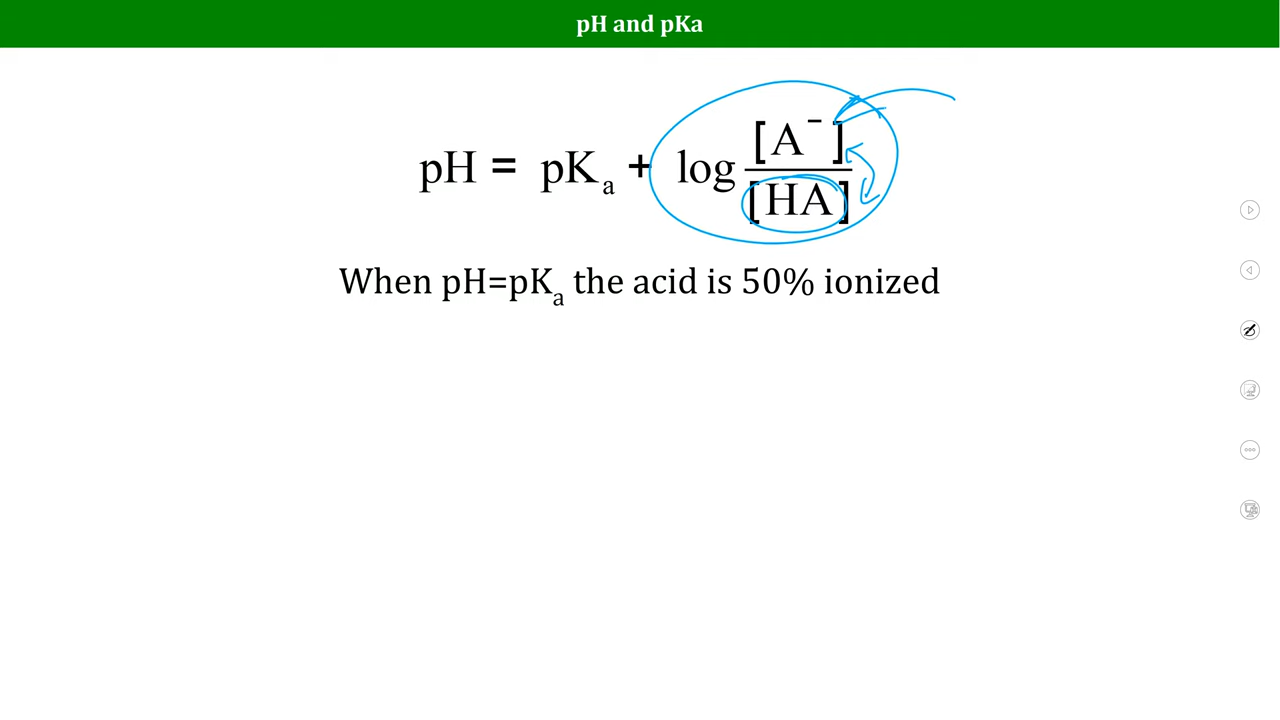 pH and pKa
pH = pKₐ + log [A⁻] / [HA]
When pH=pKₐ the acid is 50% ionized